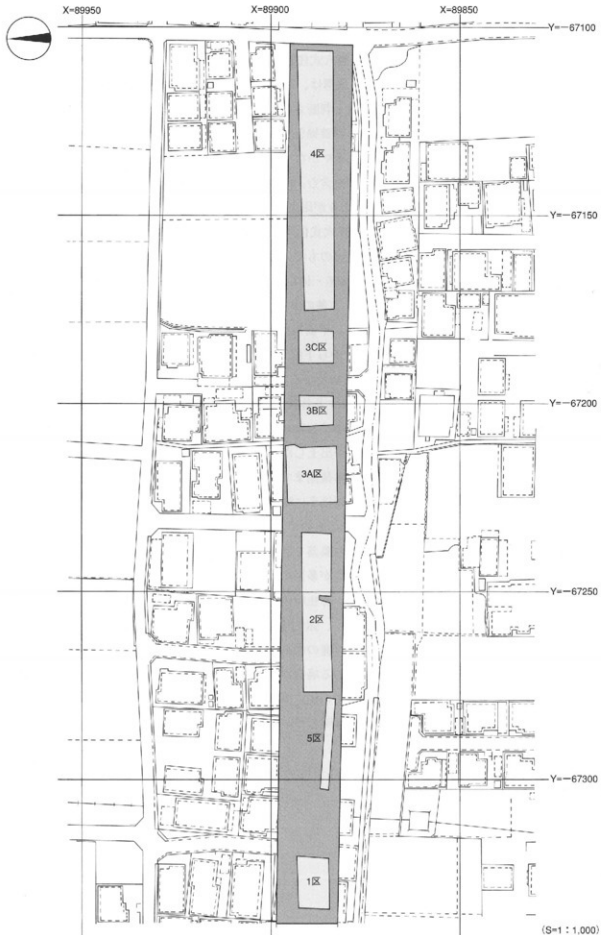 X=89950
X=89900
X=89850
Y=-67100
4区
Y=-67150
3C区
3B区
Y=-67200
3A区
Y=-67250
2区
5区
Y=-67300
1区
(S=1：1,000)